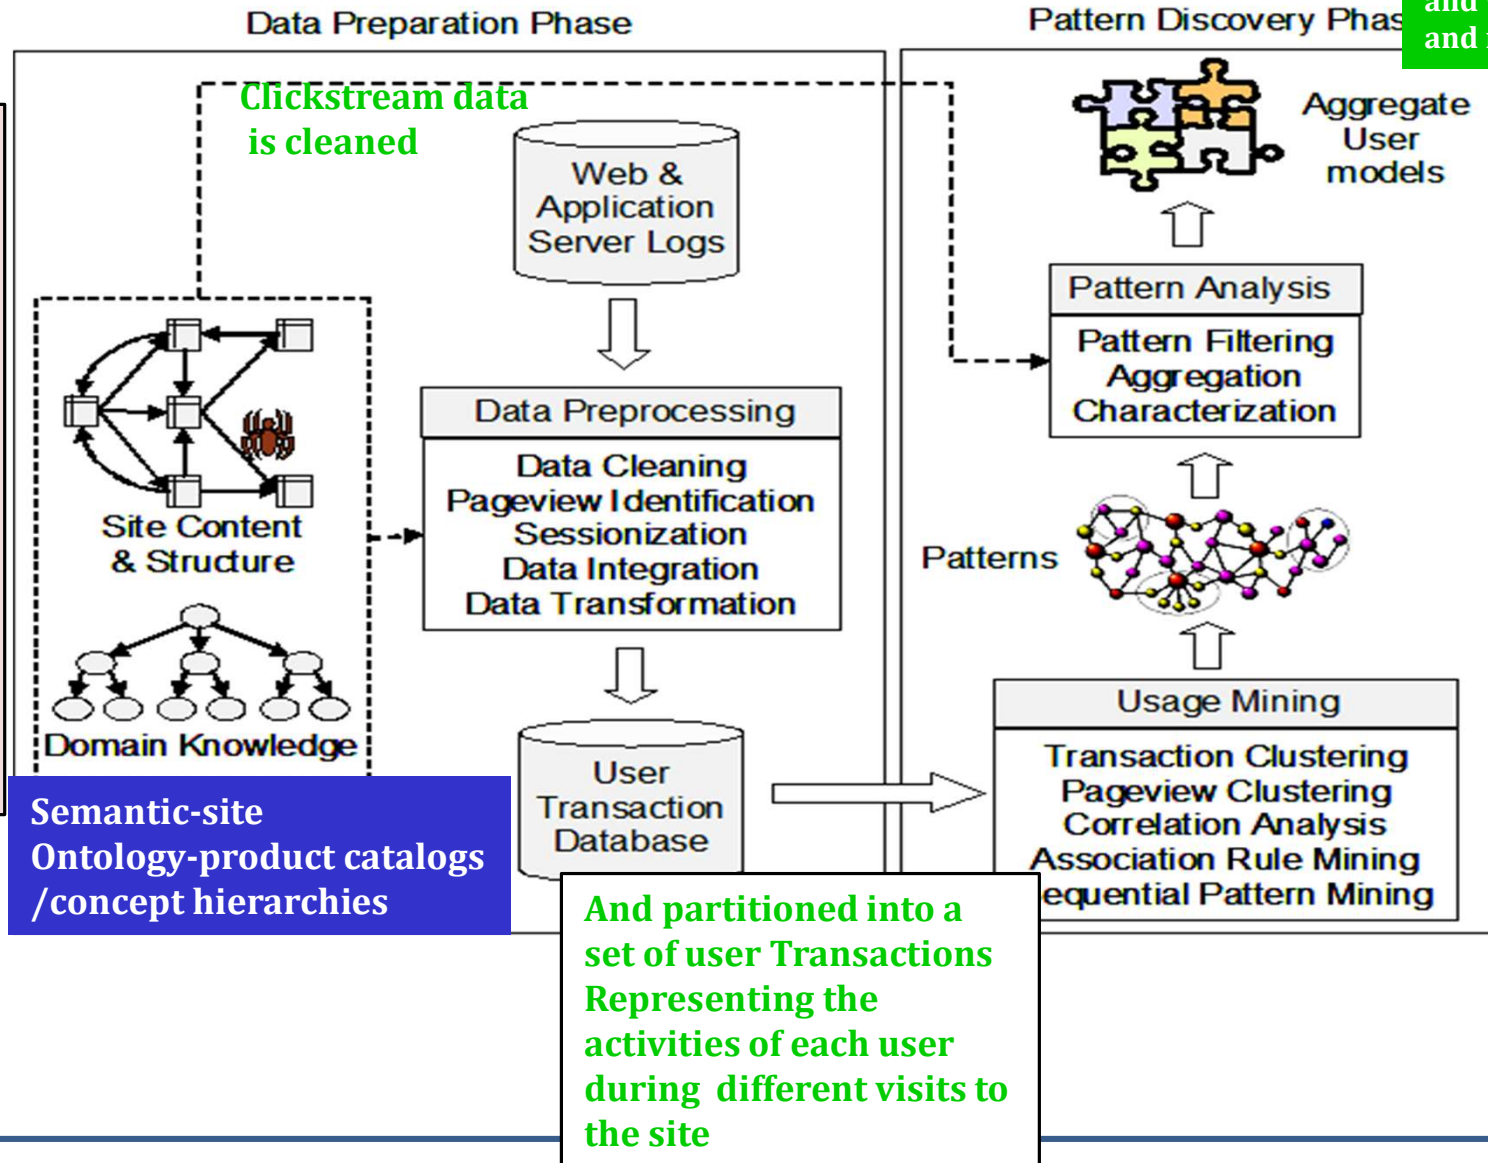 Data Preparation Phase
Clickstream data
is cleaned
Web &
Application
Server Logs
Site Content
& Structure
Domain Knowledge
Semantic-site
Ontology-product catalogs
/concept hierarchies
Data Preprocessing
Data Cleaning
Pageview Identification
Sessionization
Data Integration
Data Transformation
User
Transaction
Database
And partitioned into a
set of user Transactions
Representing the
activities of each user
during different visits to
the site
Pattern Discovery
and
and
Aggregate
User
models
Pattern Analysis
Pattern Filtering
Aggregation
Characterization
Patterns
Usage Mining
Transaction Clustering
Pageview Clustering
Correlation Analysis
Association Rule Mining
Pattern Mining